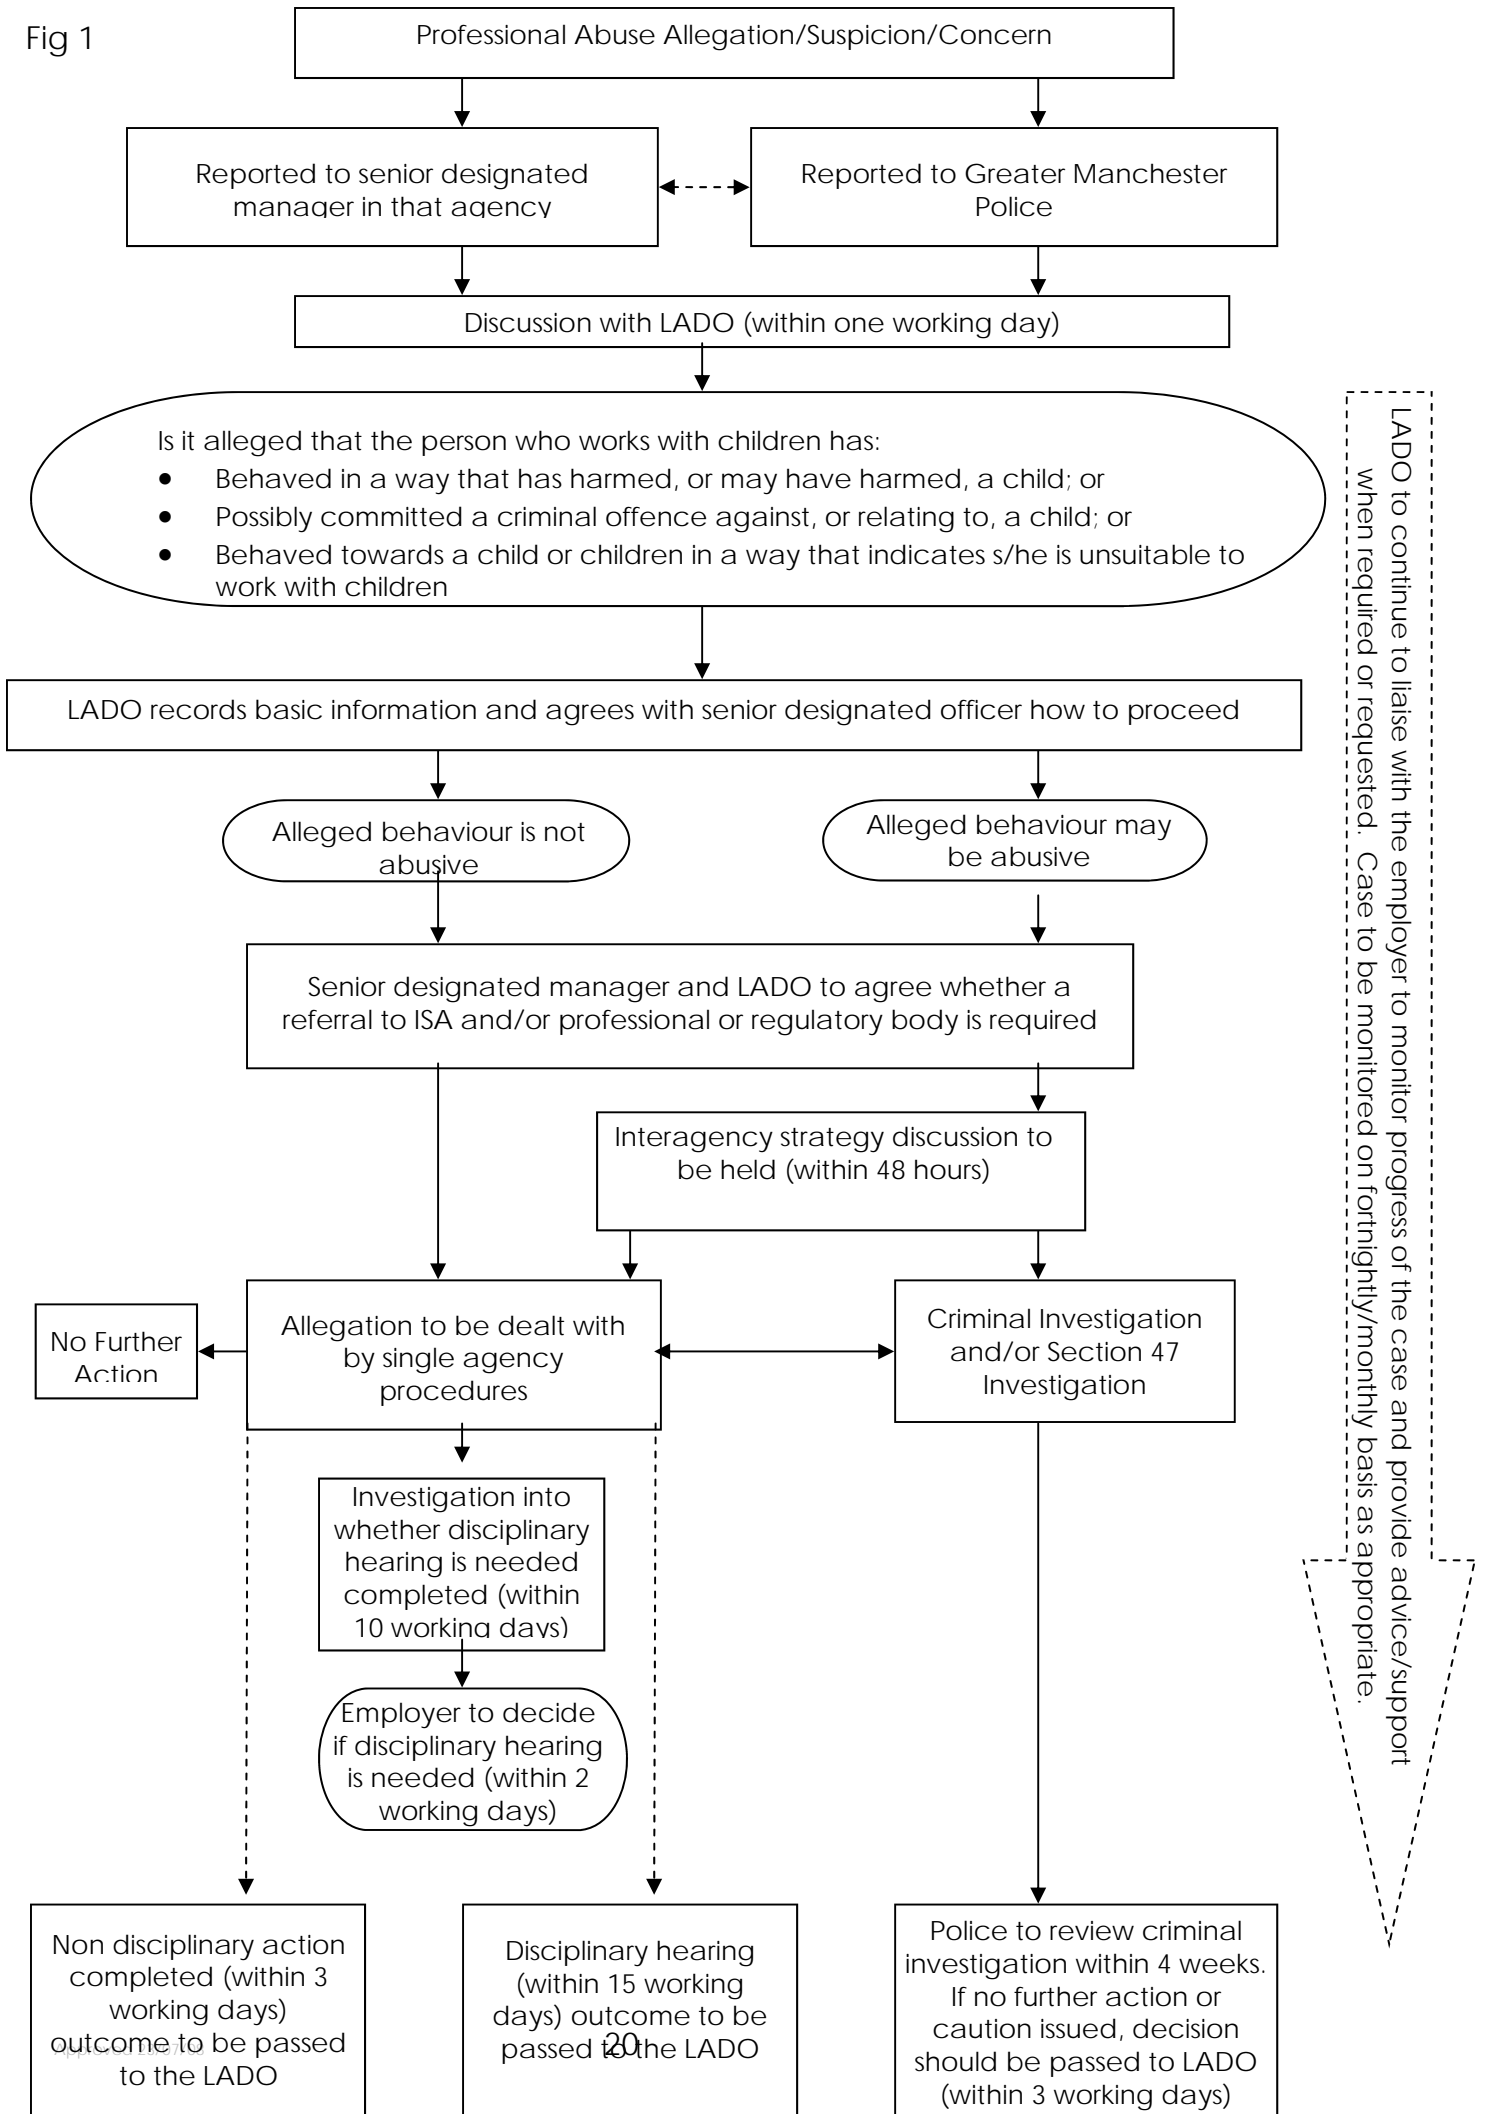 Fig 1
Professional Abuse Allegation/Suspicion/Concern
Reported to senior designated
manager in that agency
Reported to Greater Manchester
Police
Discussion with LADO (within one working day)
Is it alleged that the person who works with children has:
• Behaved in a way that has harmed, or may have harmed, a child; or
• Possibly committed a criminal offence against, or relating to, a child; or
• Behaved towards a child or children in a way that indicates s/he is unsuitable to
work with children
LADO records basic information and agrees with senior designated officer how to proceed
Alleged behaviour is not
abusive
Alleged behaviour may
be abusive
Senior designated manager and LADO to agree whether a
referral to ISA and/or professional or regulatory body is required
Interagency strategy discussion to
be held (within 48 hours)
No Further
Action
Allegation to be dealt with
by single agency
procedures
Criminal Investigation
and/or Section 47
Investigation
Investigation into
whether disciplinary
hearing is needed
completed (within
10 working days)
Employer to decide
if disciplinary hearing
is needed (within 2
working days)
Non disciplinary action
completed (within 3
working days)
outcome to be passed
to the LADO
Disciplinary hearing
(within 15 working
days) outcome to be
passed to the LADO
Police to review criminal
investigation within 4 weeks.
If no further action or
caution issued, decision
should be passed to LADO
(within 3 working days)
LADO to continue to liaise with the employer to monitor progress of the case and provide advice/support
when required or requested. Case to be monitored on fortnightly/monthly basis as appropriate.
Approved
20